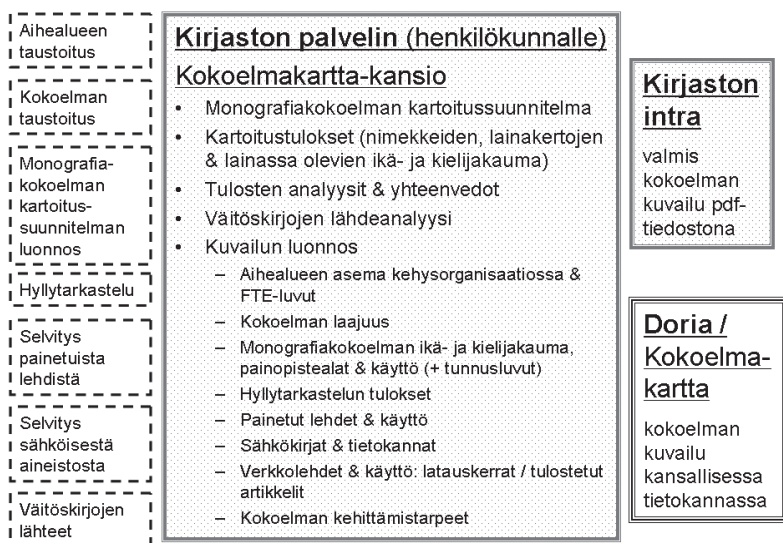 Aihealueen
taustoitus
Kokoelman
taustoitus
Monografia-
kokoelman
kartoitus-
suunnitelman
luonnos
Hyllytarkastelu
Selvitys
painetuista
lehdistä
Selvitys
sähköisestä
aineistosta
Väitöskirjojen
lähteet
Kirjaston palvelin (henkilökunnalle)
Kokoelmakartta-kansio
• Monografiakokoelman kartoitussuunnitelma
• Kartoitustulokset (nimekkeiden, lainakertojen
& lainassa olevien ikä- ja kielijakauma)
• Tulosten analyysit & yhteenvedot
• Väitöskirjojen lähdeanalyysi
• Kuvailun luonnos
– Aihealueen asema kehysorganisaatiossa &
FTE-luvut
– Kokoelman laajuus
– Monografiakokoelman ikä- ja kielijakauma,
painopistealat & käyttö (+ tunnusluvut)
– Hyllytarkastelun tulokset
– Painetut lehdet & käyttö
– Sähkökirjat & tietokannat
– Verkkolehdet & käyttö: latauskerrat / tulostetut
artikkelit
– Kokoelman kehittämistarpeet
Kirjaston
intra
valmis
kokoelman
kuvailu pdf-
tiedostona
Doria /
Kokoelma-
kartta
kokoelman
kuvailu
kansallisessa
tietokannassa